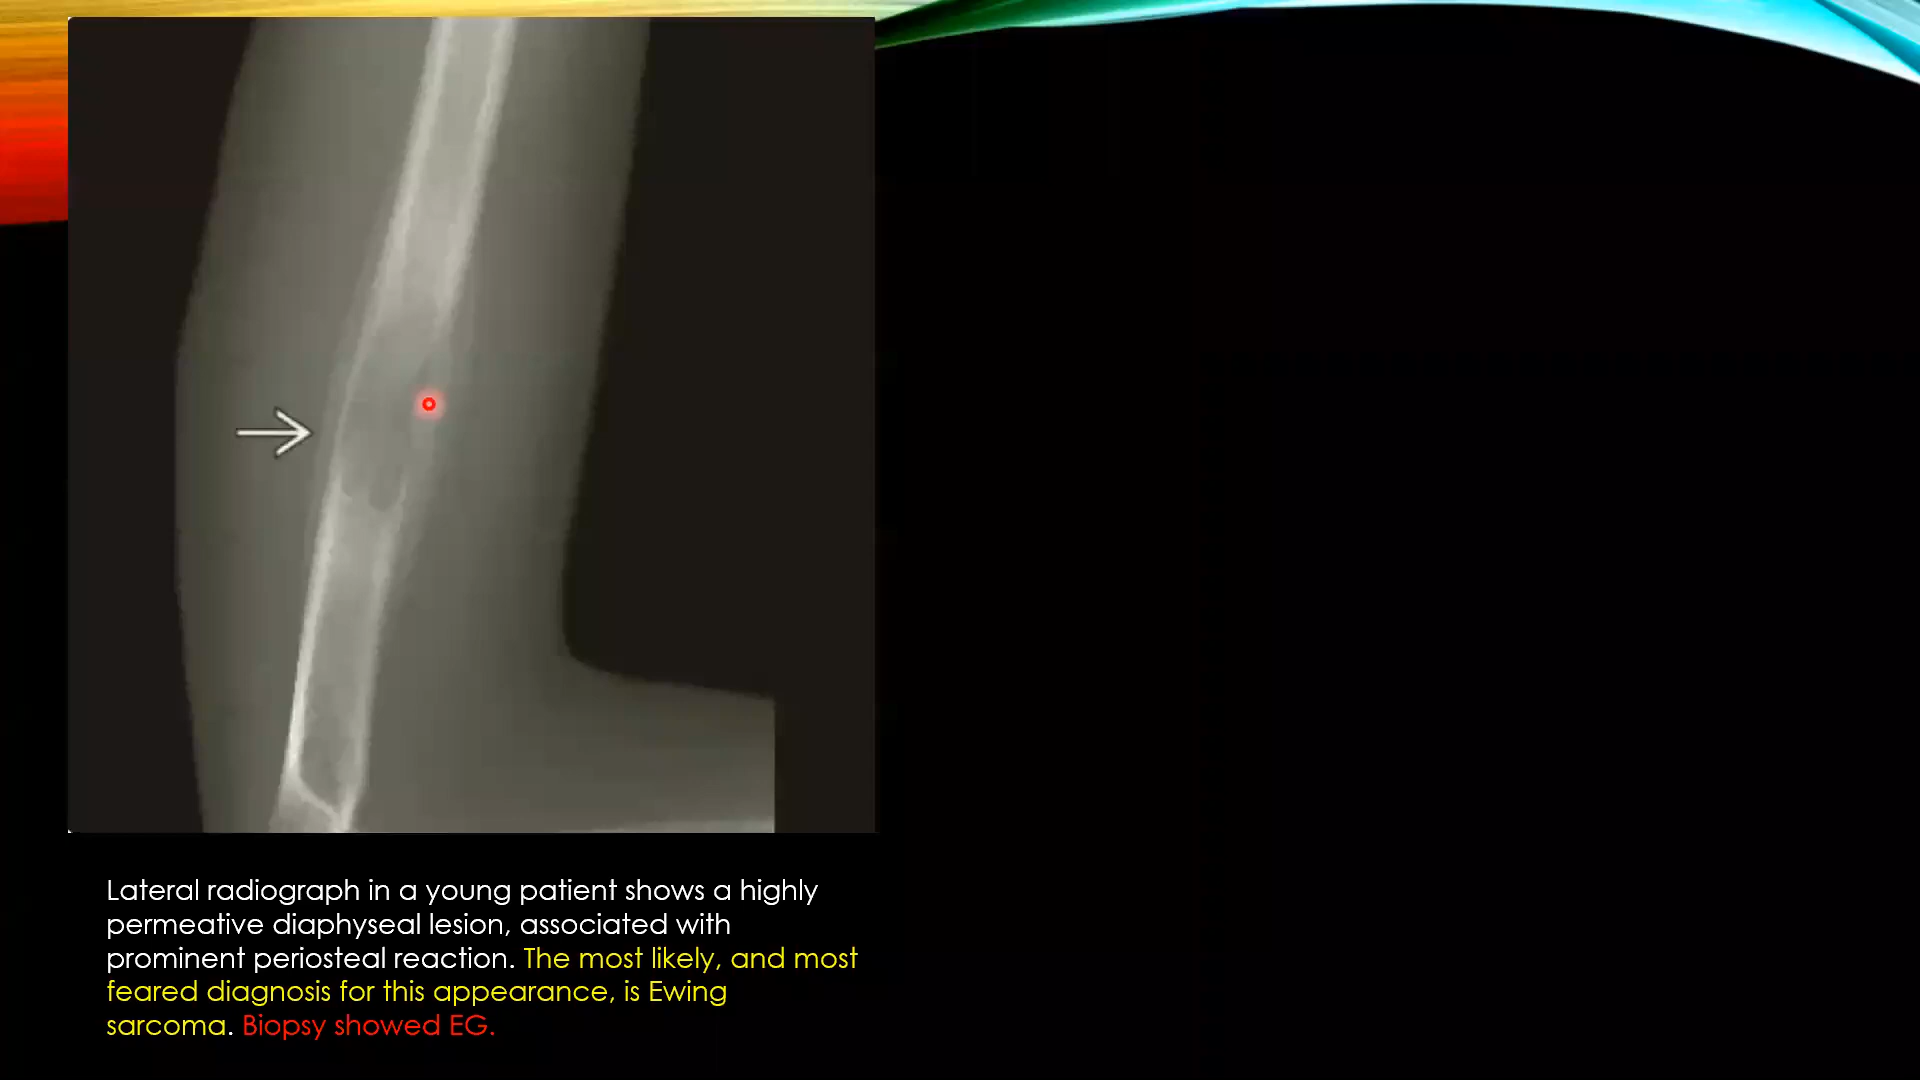 Lateral radiograph in a young patient shows a highly
permeative diaphyseal lesion, associated with
prominent periosteal reaction. The most likely, and most
feared diagnosis for this appearance, is Ewing
sarcoma. Biopsy showed EG.